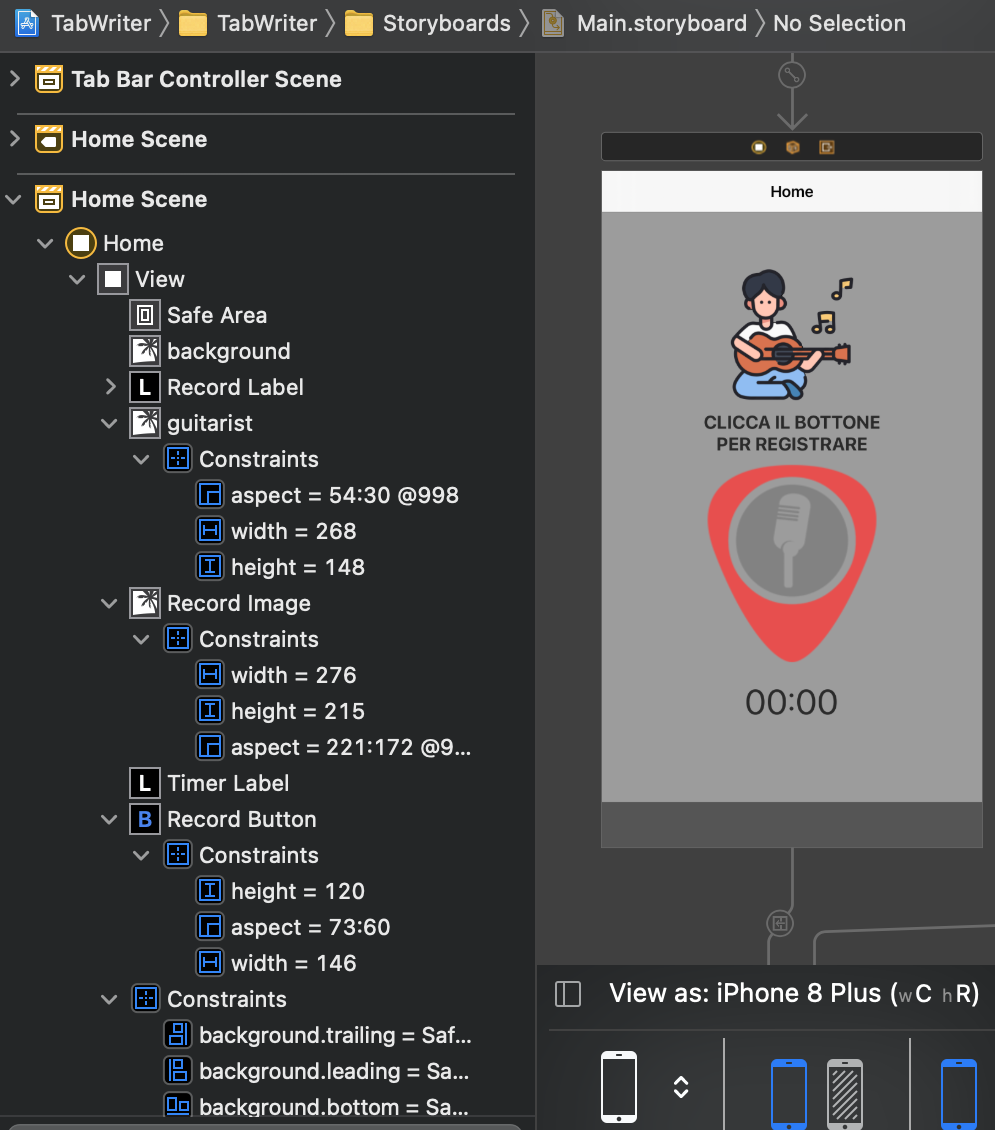 TabWriter TabWriter Storyboards Main.storyboard No Selection
Tab Bar Controller Scene
Home Scene
Home Scene
Home
View
Safe Area
background
L Record Label
guitarist
Constraints
aspect = 54:30 @998
width = 268
height = 148
Record Image
Constraints
width = 276
height = 215
aspect = 221:172 @9...
L Timer Label
B Record Button
Constraints
height = 120
aspect = 73:60
width = 146
Constraints
background.trailing = Saf...
background.leading = Sa...
background.bottom = Sa...
Home
CLICCA IL BOTTONE
PER REGISTRARE
00:00
View as: iPhone 8 Plus (wC hR)